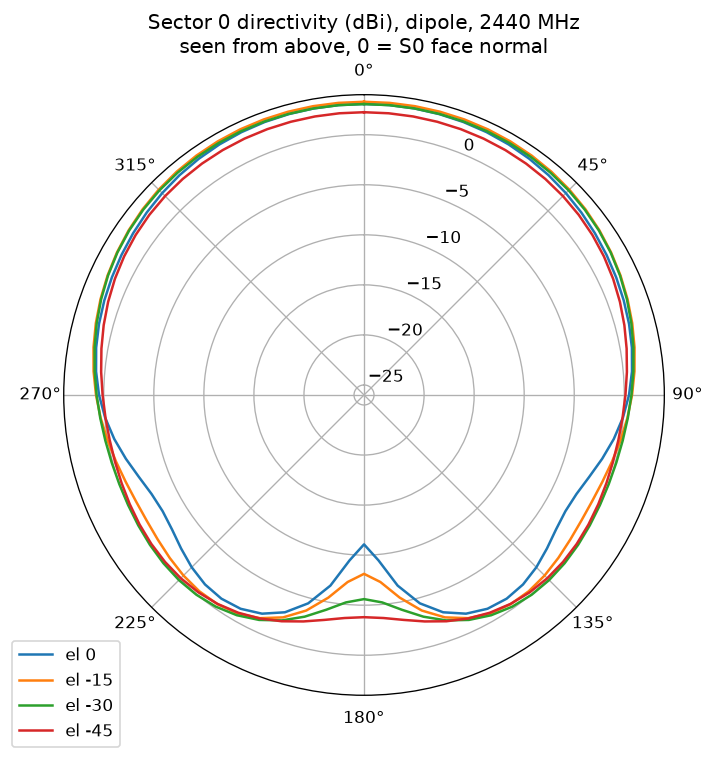 Sector 0 directivity (dBi), dipole, 2440 MHz
seen from above, 0 = S0 face normal
0°
315°
45°
0
−5
−10
−15
−20
−25
270°
90°
225°
135°
180°
el 0
el -15
el -30
el -45